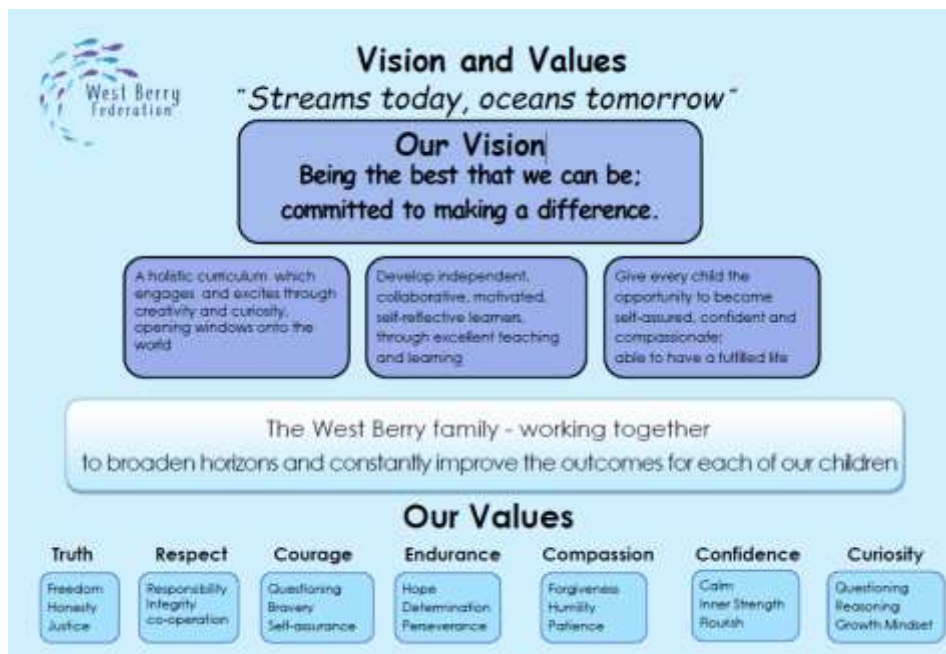 West Berry
Federation
Vision and Values
"Streams today, oceans tomorrow"
Our Vision
Being the best that we can be;
committed to making a difference.
A holistic curriculum which
engages and excites through
creativity and curiosity,
opening windows onto the
world
Develop independent,
collaborative, motivated,
self-reflective learners,
through excellent teaching
and learning
Give every child the
opportunity to become
self-assured, confident and
compassionate;
able to have a fulfilled life
The West Berry family - working together
to broaden horizons and constantly improve the outcomes for each of our children
Our Values
Truth
Freedom
Honesty
Justice
Respect
Responsibility
Integrity
co-operation
Courage
Questioning
Bravery
Self-assurance
Endurance
Hope
Determination
Perseverance
Compassion
Forgiveness
Humility
Patience
Confidence
Calm
Inner Strength
Flourish
Curiosity
Questioning
Reasoning
Growth Mindset